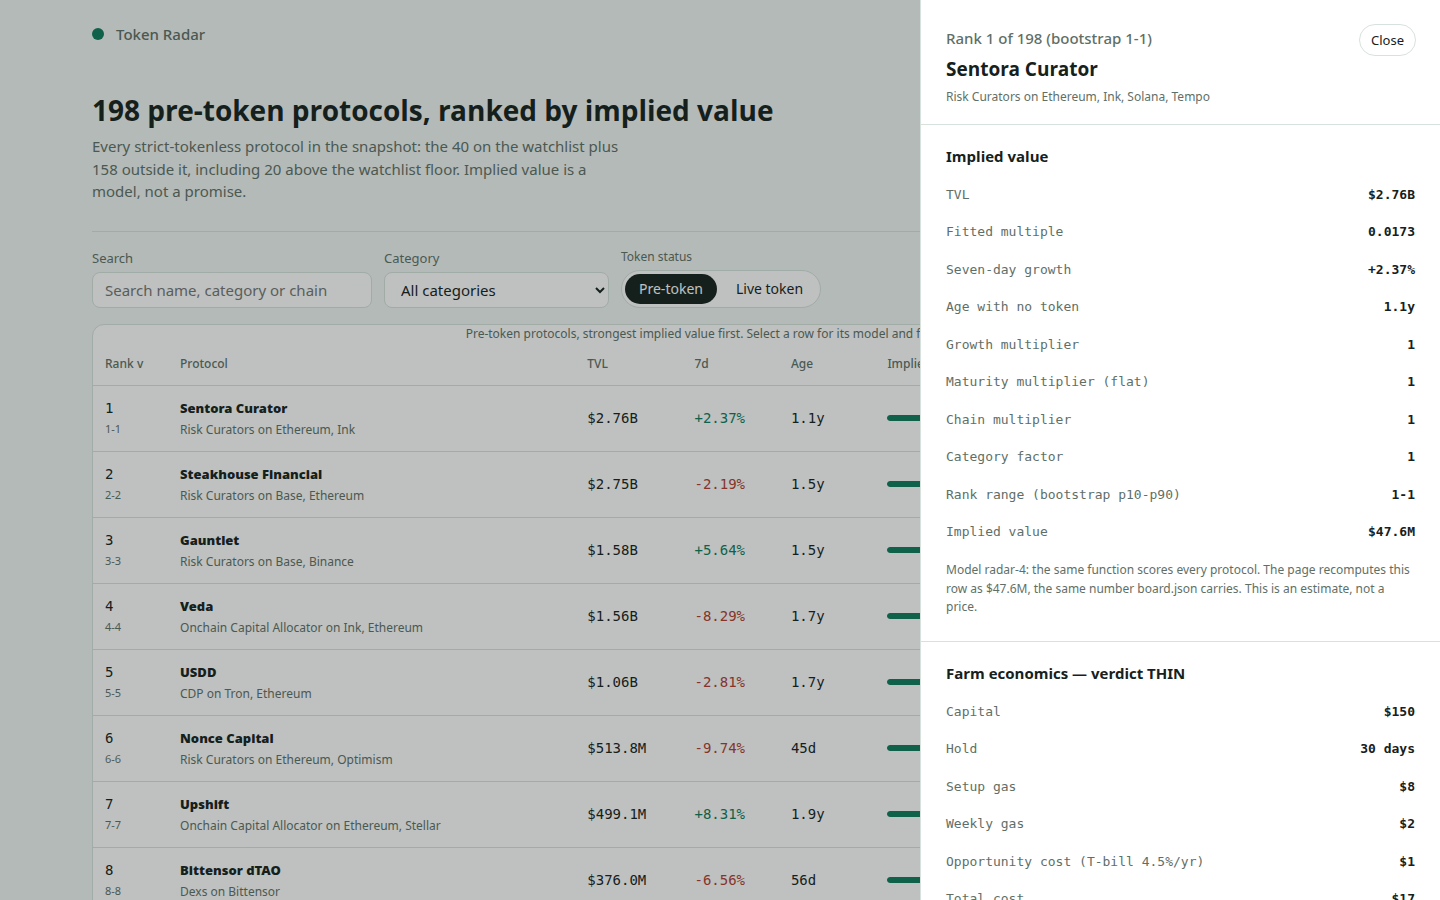 Token Radar
198 pre-token protocols, ranked by implied value
Every strict-tokenless protocol in the snapshot: the 40 on the watchlist plus
158 outside it, including 20 above the watchlist floor. Implied value is a
model, not a promise.
Search
Category
Token status
Search name, category or chain
All categories
Pre-token
Live token
Pre-token protocols, strongest implied value first. Select a row for its model and f
Rank v Protocol TVL 7d Age Implie
1 Sentora Curator $2.76B +2.37% 1.1y
1-1 Risk Curators on Ethereum, Ink
2 Steakhouse Financial $2.75B -2.19% 1.5y
2-2 Risk Curators on Base, Ethereum
3 Gauntlet $1.58B +5.64% 1.5y
3-3 Risk Curators on Base, Binance
4 Veda $1.56B -8.29% 1.7y
4-4 Onchain Capital Allocator on Ink, Ethereum
5 USDD $1.06B -2.81% 1.7y
5-5 CDP on Tron, Ethereum
6 Nonce Capital $513.8M -9.74% 45d
6-6 Risk Curators on Ethereum, Optimism
7 Upshift $499.1M +8.31% 1.9y
7-7 Onchain Capital Allocator on Ethereum, Stellar
8 Bittensor dTAO $376.0M -6.56% 56d
8-8 Dexs on Bittensor
Rank 1 of 198 (bootstrap 1-1)
Close
Sentora Curator
Risk Curators on Ethereum, Ink, Solana, Tempo
Implied value
TVL $2.76B
Fitted multiple 0.0173
Seven-day growth +2.37%
Age with no token 1.1y
Growth multiplier 1
Maturity multiplier (flat) 1
Chain multiplier 1
Category factor 1
Rank range (bootstrap p10-p90) 1-1
Implied value $47.6M
Model radar-4: the same function scores every protocol. The page recomputes this
row as $47.6M, the same number board.json carries. This is an estimate, not a
price.
Farm economics — verdict THIN
Capital $150
Hold 30 days
Setup gas $8
Weekly gas $2
Opportunity cost (T-bill 4.5%/yr) $1
Total cost $17